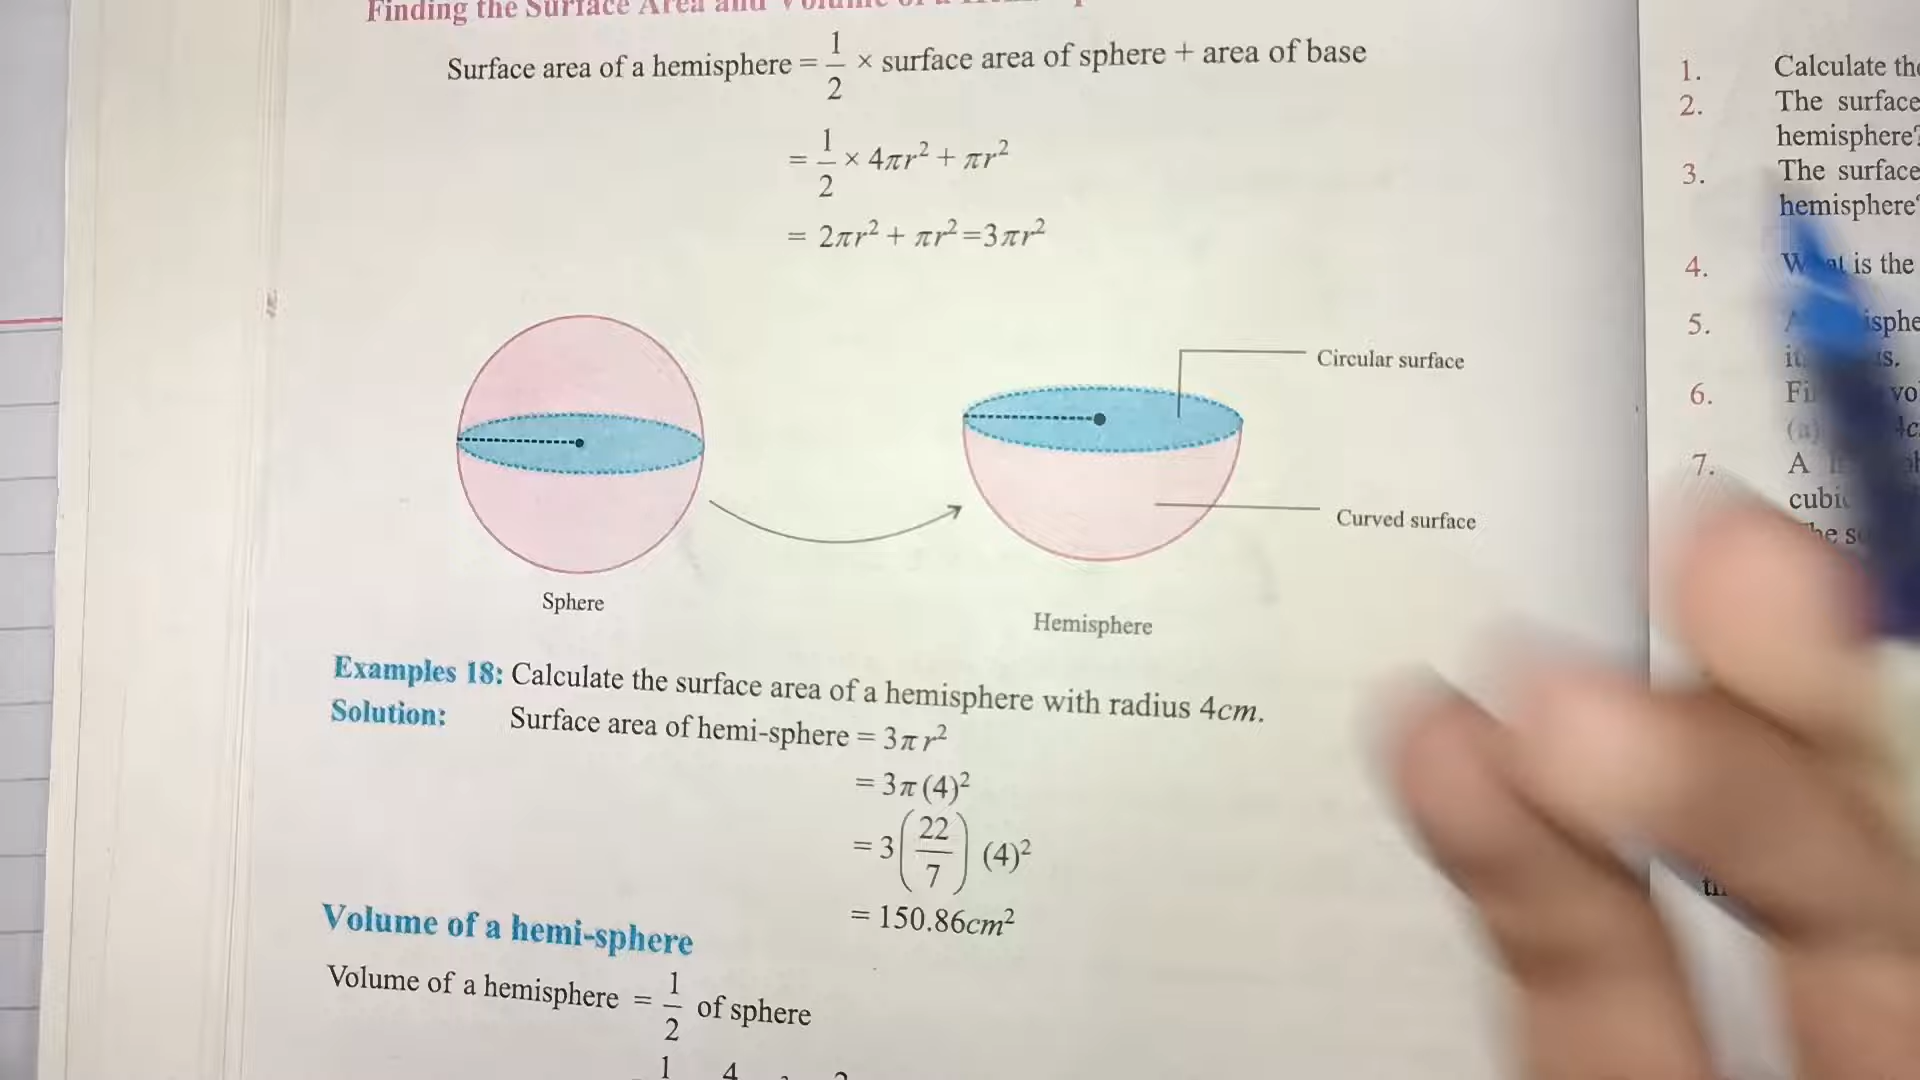 Finding the Surface Area and Volume of a
Surface area of a hemisphere = 1/2 × surface area of sphere + area of base
= 1/2 × 4πr² + πr²
= 2πr² + πr²=3πr²
Circular surface
Curved surface
Sphere
Hemisphere
Examples 18: Calculate the surface area of a hemisphere with radius 4cm.
Solution: Surface area of hemi-sphere = 3πr²
= 3π(4)²
= 3(22/7) (4)²
= 150.86cm²
Volume of a hemi-sphere
Volume of a hemisphere = 1/2 of sphere
1 4
1. Calculate
2. The surface
hemisphere?
3. The surface
hemisphere
4. is the
5.
6.
7. A